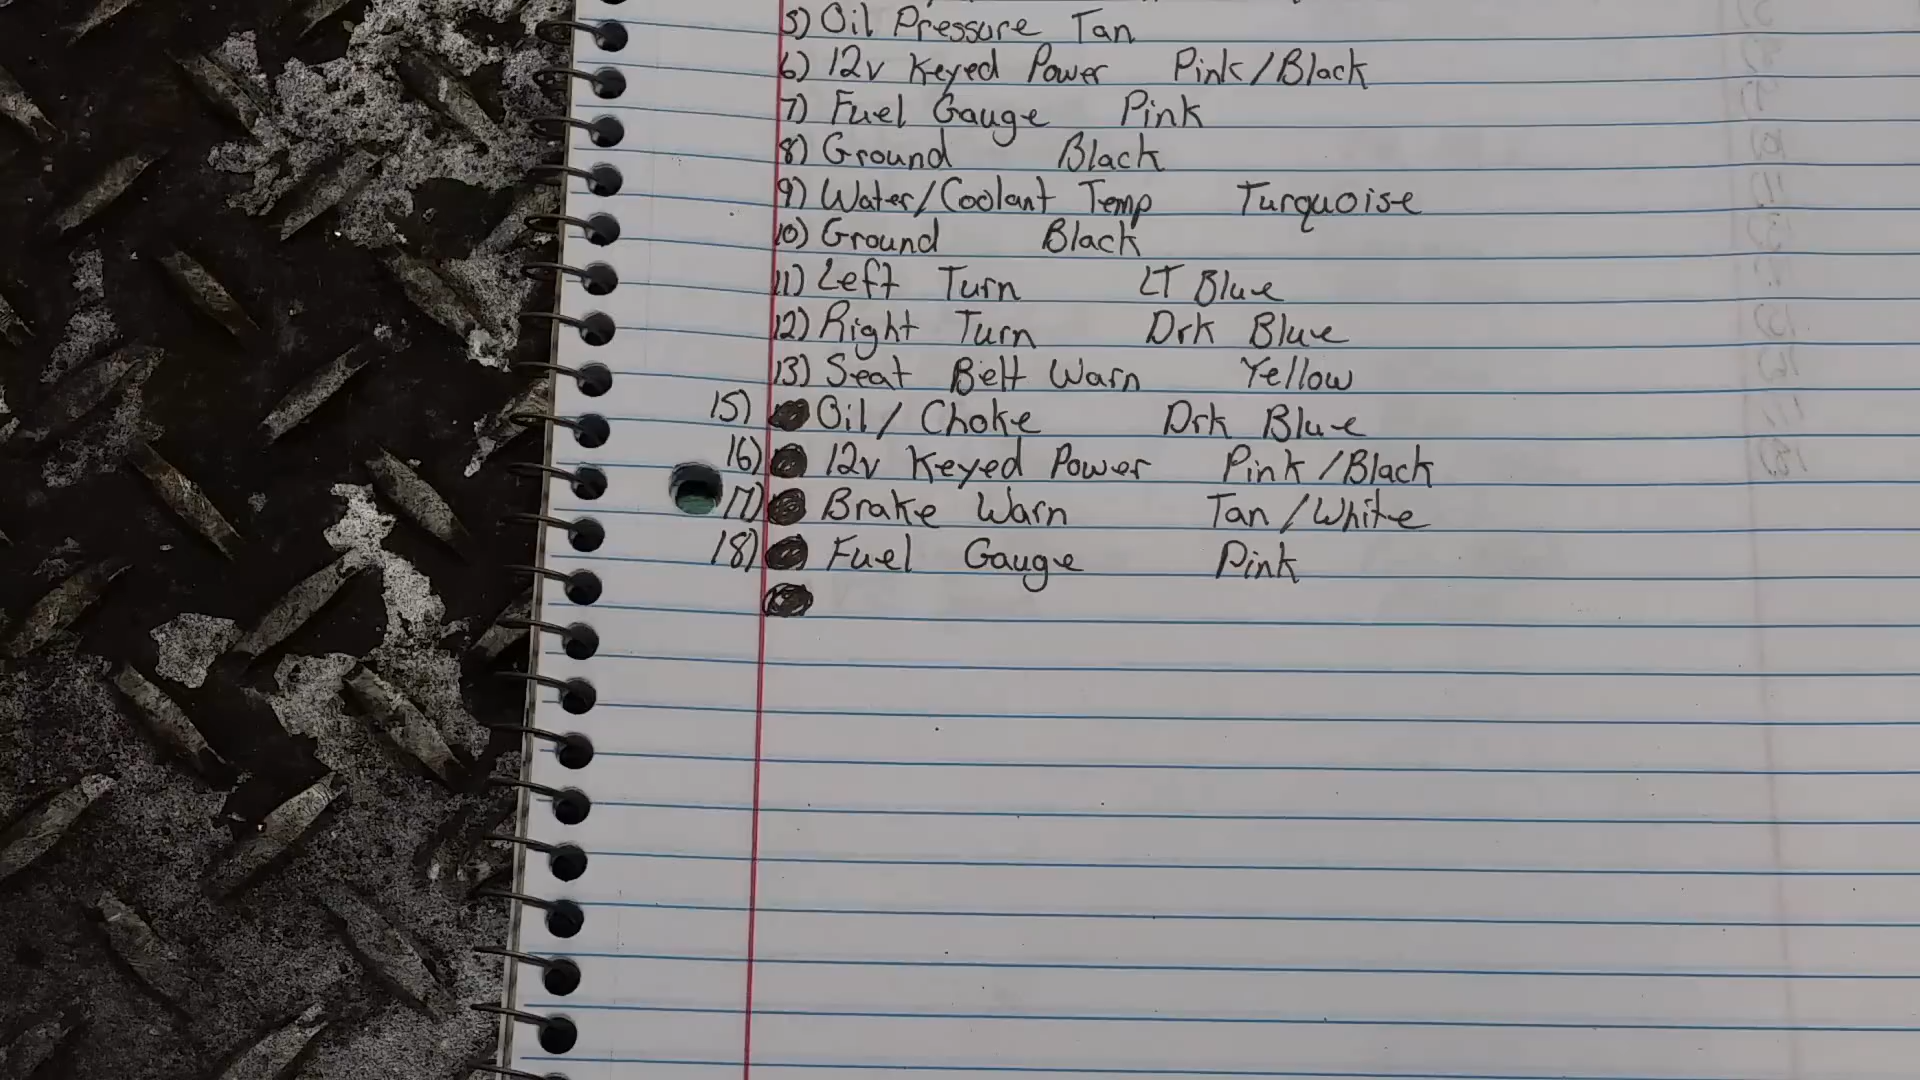 5) Oil Pressure Tan
6) 12v Keyed Power Pink/Black
7) Fuel Gauge Pink
8) Ground Black
9) Water/Coolant Temp Turquoise
10) Ground Black
11) Left Turn LT Blue
12) Right Turn Drk Blue
13) Seat Belt Warn Yellow
15) Oil/Choke Drk Blue
16) 12v Keyed Power Pink/Black
17) Brake Warn Tan/White
18) Fuel Gauge Pink